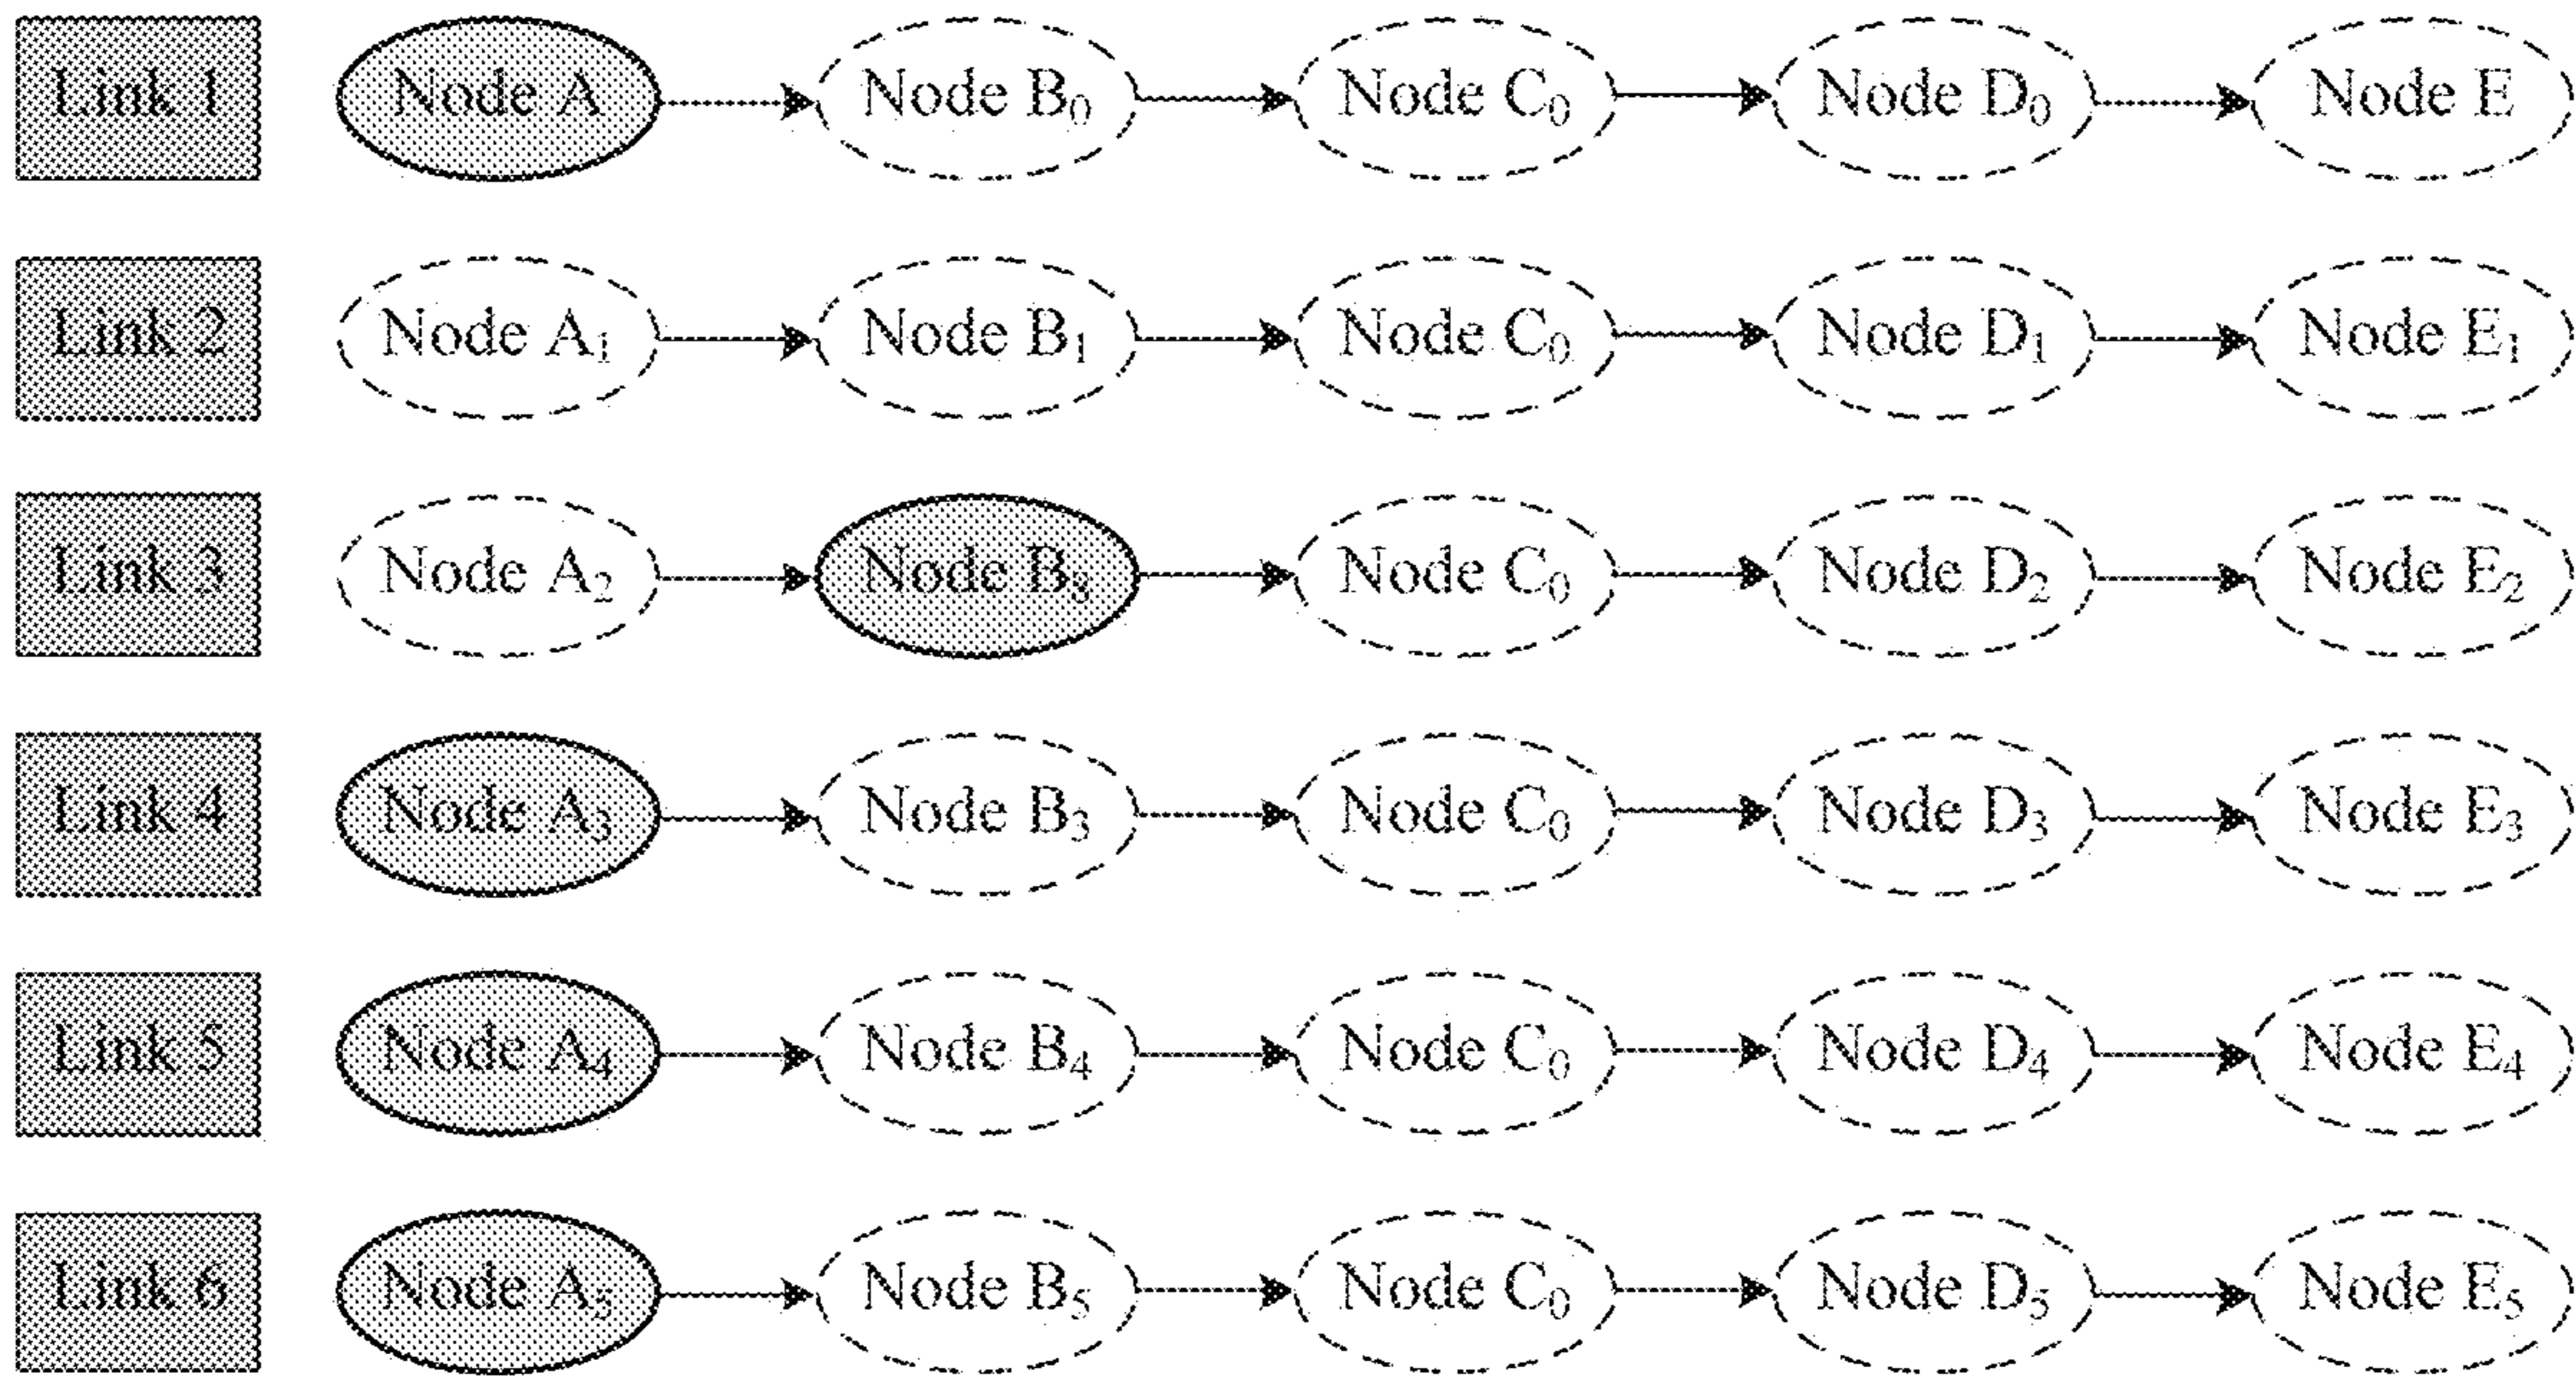 Link 1 Node A Node B₀ Node C₀ Node D₀ Node E
Link 2 Node A₁ Node B₁ Node C₀ Node D₁ Node E₁
Link 3 Node A₂ Node B₈ Node C₀ Node D₂ Node E₂
Link 4 Node A₃ Node B₃ Node C₀ Node D₃ Node E₃
Link 5 Node A₄ Node B₄ Node C₀ Node D₄ Node E₄
Link 6 Node A₅ Node B₅ Node C₀ Node D₅ Node E₅